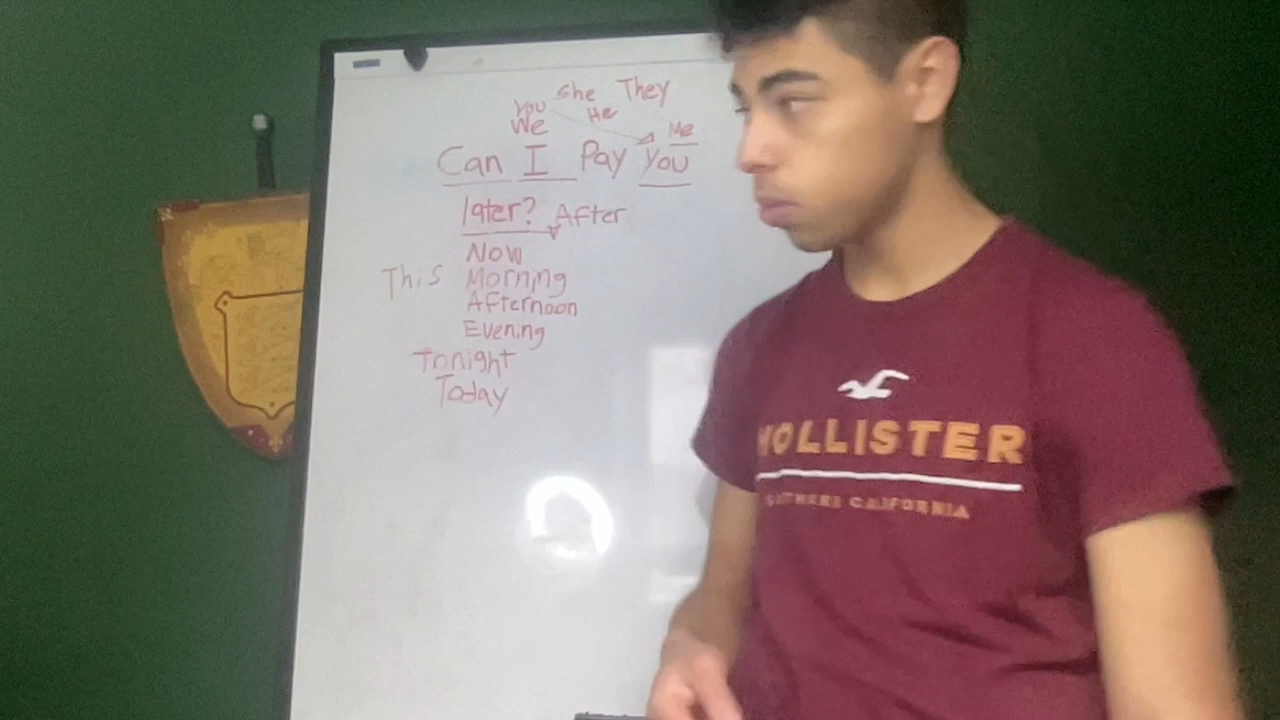 She They
You He
We Me
Can I Pay you
later? After
Now
This Morning
Afternoon
Evening
Tonight
Today
HOLLISTER
SOUTHERN CALIFORNIA